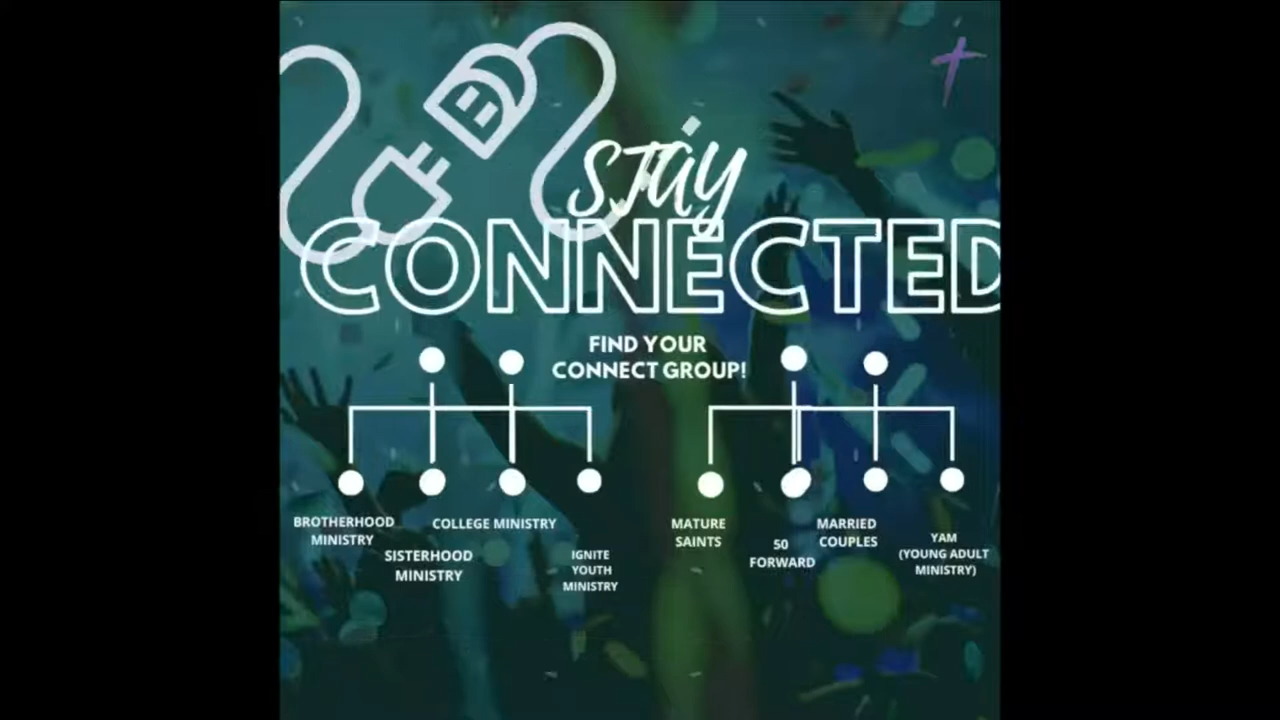 STAY
CONNECTED
FIND YOUR
CONNECT GROUP!
BROTHERHOOD
MINISTRY
SISTERHOOD
MINISTRY
COLLEGE MINISTRY
IGNITE
YOUTH
MINISTRY
MATURE
SAINTS
50
FORWARD
MARRIED
COUPLES
YAM
(YOUNG ADULT
MINISTRY)